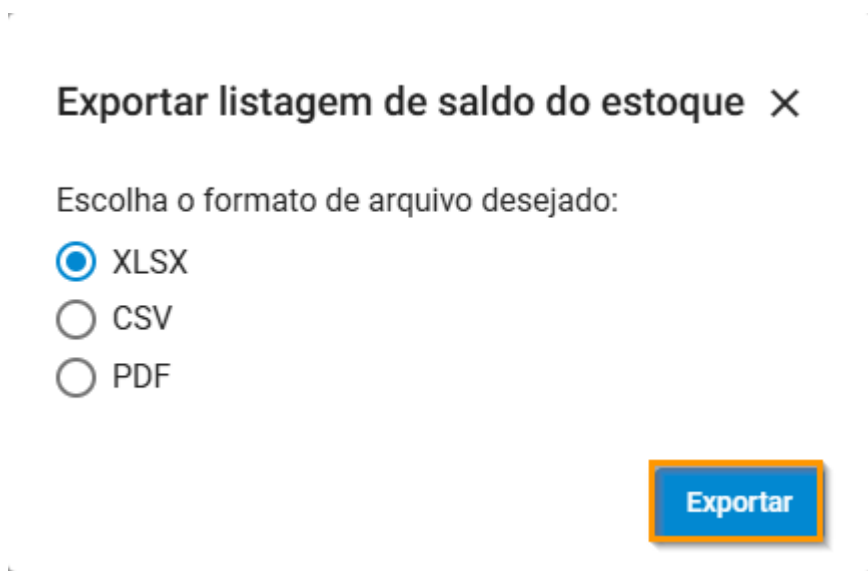 Exportar listagem de saldo do estoque
Escolha o formato de arquivo desejado:
XLSX
CSV
PDF
Exportar